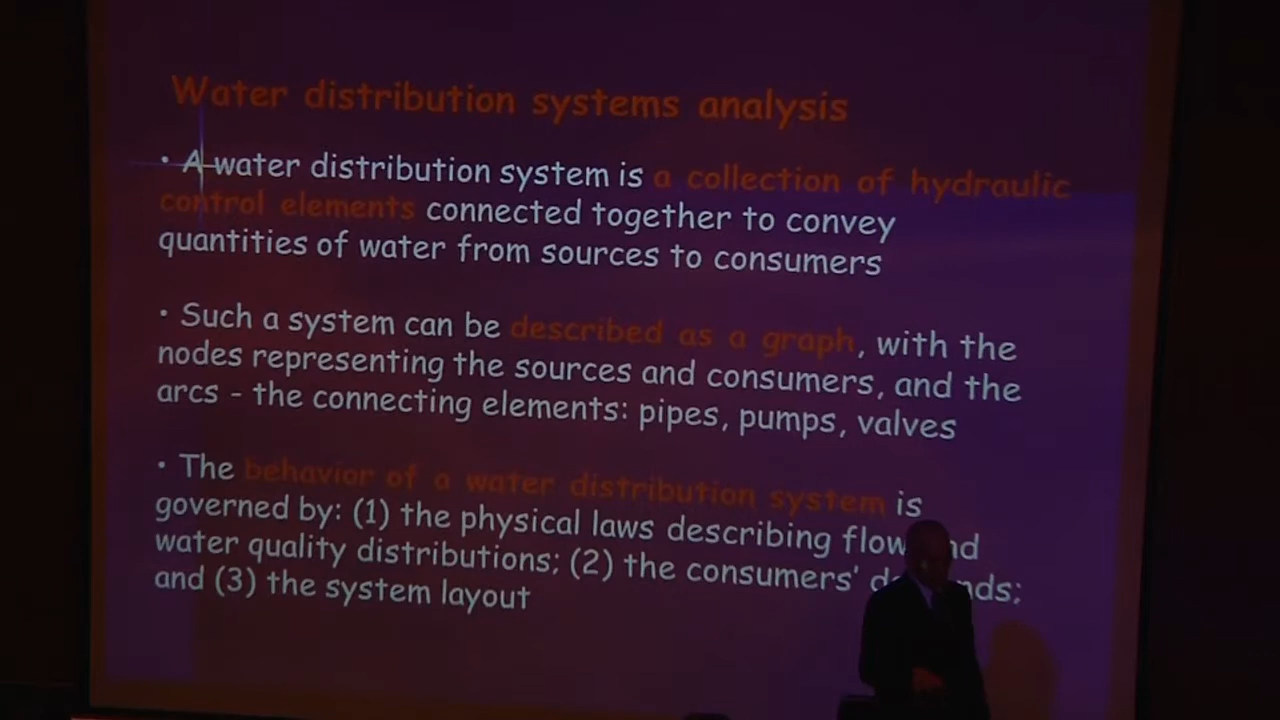 Water distribution systems analysis
• A water distribution system is a collection of hydraulic
control elements connected together to convey
quantities of water from sources to consumers
• Such a system can be described as a graph, with the
nodes representing the sources and consumers, and the
arcs - the connecting elements: pipes, pumps, valves
• The behavior of a water distribution system is
governed by: (1) the physical laws describing flow
water quality distributions; (2) the consumers'
and (3) the system layout